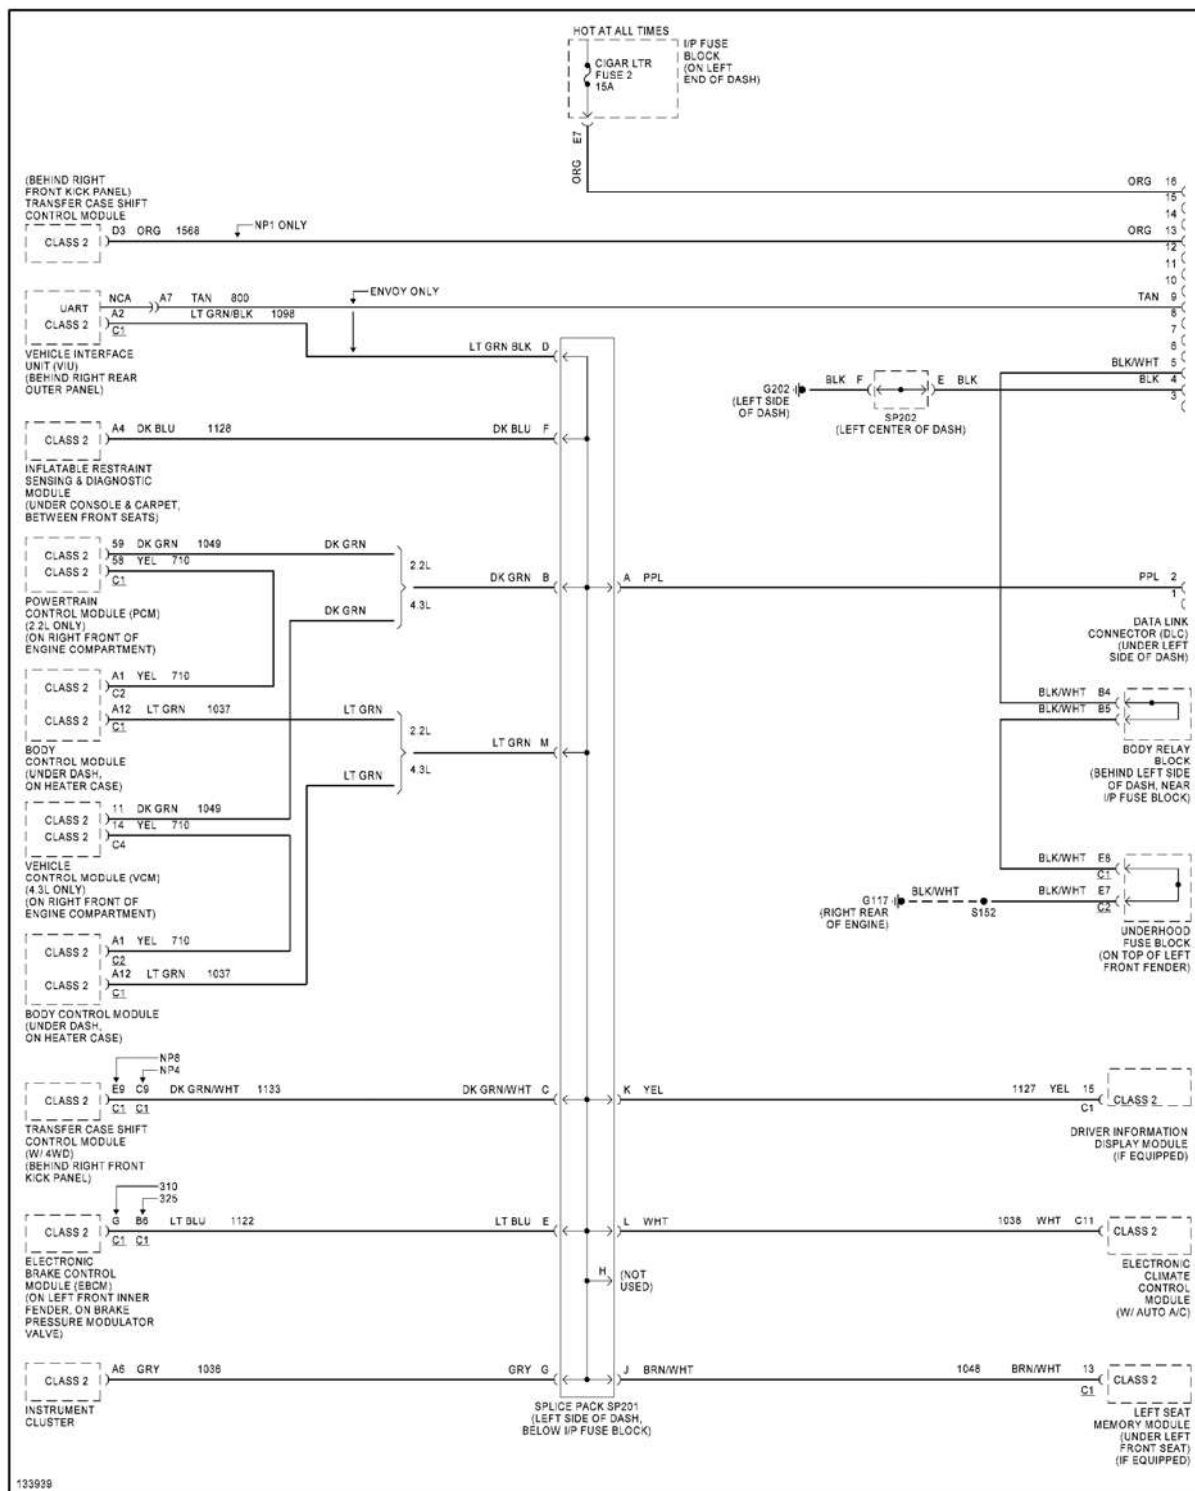 HOT AT ALL TIMES
CIGAR LTR
FUSE 2
15A
I/P FUSE
BLOCK
(ON LEFT
END OF DASH)
E7
ORG
(BEHIND RIGHT
FRONT KICK PANEL)
TRANSFER CASE SHIFT
CONTROL MODULE
CLASS 2
D3 ORG 1568
NP1 ONLY
ORG 16
15
14
ORG 13
12
11
10
TAN 9
8
7
6
BLK/WHT 5
BLK 4
3
UART
CLASS 2
NCA A7 TAN 800
A2 LT GRN/BLK 1098
C1
ENVOY ONLY
LT GRN BLK D
VEHICLE INTERFACE
UNIT (VIU)
(BEHIND RIGHT REAR
OUTER PANEL)
G202
(LEFT SIDE
OF DASH)
BLK F
E BLK
SP202
(LEFT CENTER OF DASH)
CLASS 2
A4 DK BLU 1128
DK BLU F
INFLATABLE RESTRAINT
SENSING & DIAGNOSTIC
MODULE
(UNDER CONSOLE & CARPET,
BETWEEN FRONT SEATS)
CLASS 2
CLASS 2
59 DK GRN 1049
58 YEL 710
C1
DK GRN
2.2L
4.3L
DK GRN
DK GRN B
A PPL
PPL 2
1
POWERTRAIN
CONTROL MODULE (PCM)
(2.2L ONLY)
(ON RIGHT FRONT OF
ENGINE COMPARTMENT)
DATA LINK
CONNECTOR (DLC)
(UNDER LEFT
SIDE OF DASH)
CLASS 2
CLASS 2
A1 YEL 710
C2
A12 LT GRN 1037
C1
LT GRN
2.2L
4.3L
LT GRN
LT GRN M
BODY
CONTROL MODULE
(UNDER DASH,
ON HEATER CASE)
BLK/WHT B4
BLK/WHT B5
BODY RELAY
BLOCK
(BEHIND LEFT SIDE
OF DASH, NEAR
I/P FUSE BLOCK)
CLASS 2
CLASS 2
11 DK GRN 1049
14 YEL 710
C4
VEHICLE
CONTROL MODULE (VCM)
(4.3L ONLY)
(ON RIGHT FRONT OF
ENGINE COMPARTMENT)
BLK/WHT E6
C1
BLK/WHT E7
C2
G117
(RIGHT REAR
OF ENGINE)
BLK/WHT
S152
UNDERHOOD
FUSE BLOCK
(ON TOP OF LEFT
FRONT FENDER)
CLASS 2
CLASS 2
A1 YEL 710
C2
A12 LT GRN 1037
C1
BODY CONTROL MODULE
(UNDER DASH,
ON HEATER CASE)
NP8
NP4
CLASS 2
E9 C9 DK GRN/WHT 1133
C1 C1
DK GRN/WHT C
K YEL
1127 YEL 15
C1
CLASS 2
TRANSFER CASE SHIFT
CONTROL MODULE
(W/ 4WD)
(BEHIND RIGHT FRONT
KICK PANEL)
DRIVER INFORMATION
DISPLAY MODULE
(IF EQUIPPED)
310
325
CLASS 2
G B6 LT BLU 1122
C1 C1
LT BLU E
L WHT
1036 WHT C11
CLASS 2
H (NOT
USED)
ELECTRONIC
BRAKE CONTROL
MODULE (EBCM)
(ON LEFT FRONT INNER
FENDER, ON BRAKE
PRESSURE MODULATOR
VALVE)
ELECTRONIC
CLIMATE
CONTROL
MODULE
(W/ AUTO A/C)
CLASS 2
A6 GRY 1036
GRY G
J BRN/WHT
1048 BRN/WHT 13
C1
CLASS 2
INSTRUMENT
CLUSTER
SPLICE PACK SP201
(LEFT SIDE OF DASH,
BELOW I/P FUSE BLOCK)
LEFT SEAT
MEMORY MODULE
(UNDER LEFT
FRONT SEAT)
(IF EQUIPPED)
133939